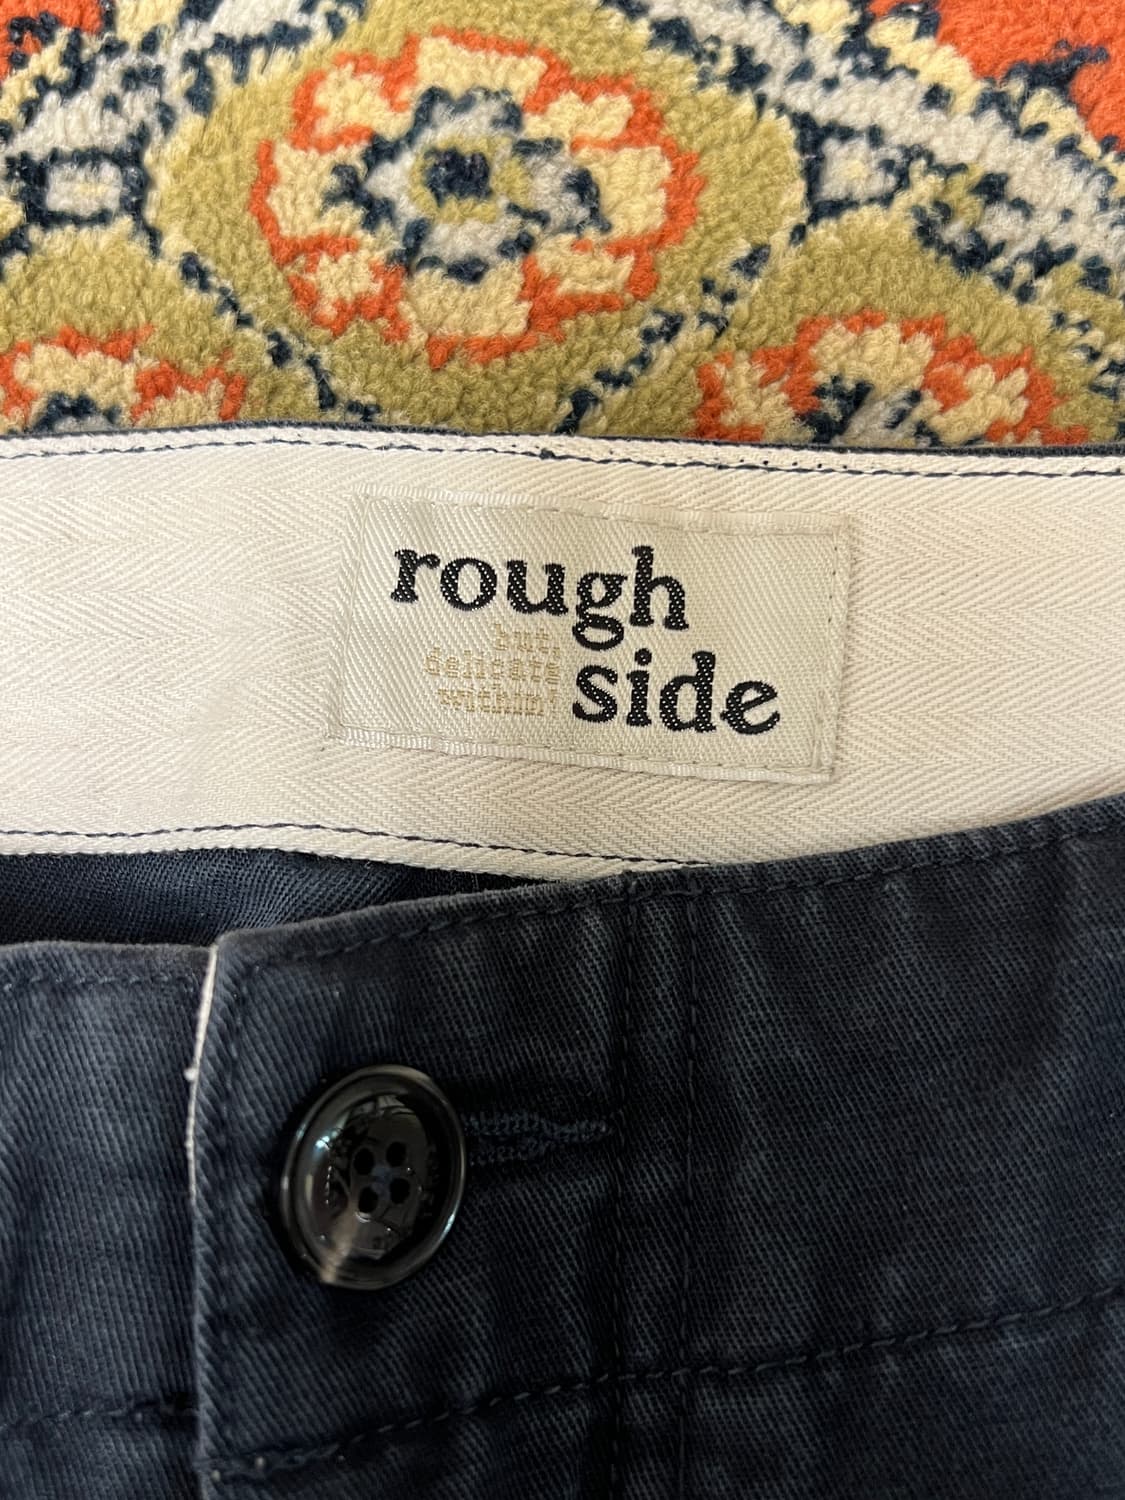 rough
but,
delicate
within!
side